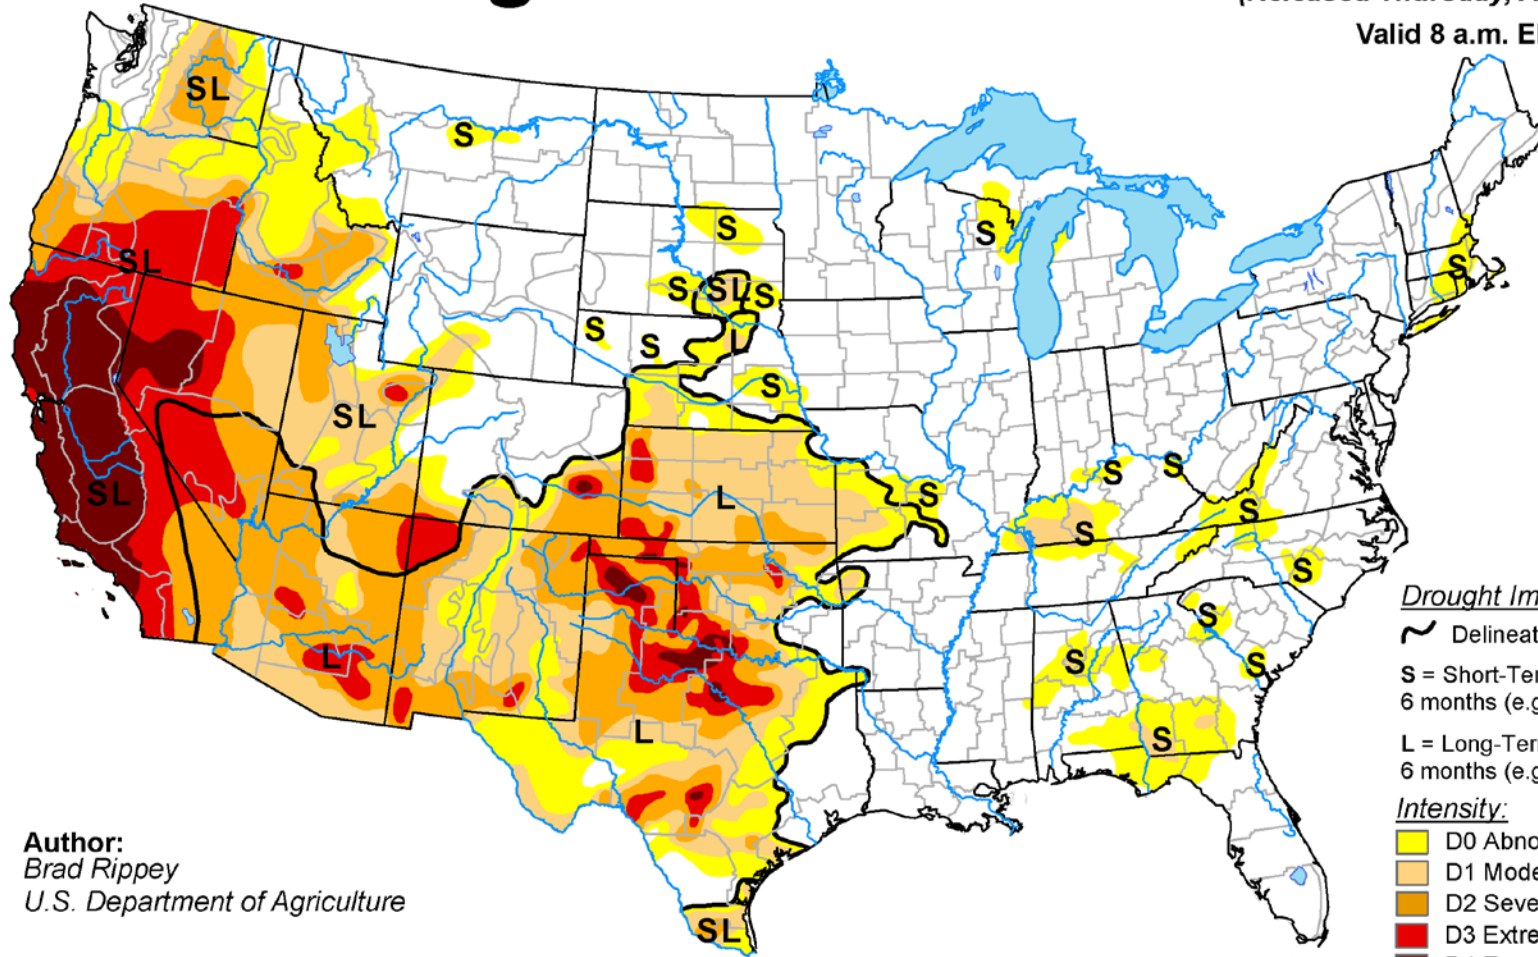 Valid 8 a.m.
SL
S
S
S
S
SL
S
SL
S
S
S
L
S
SL
S
S
S
SL
L
S
S
S
S
S
S
L
S
L
S
SL
Drought
Delineat
S = Short-Ter
6 months (e.g
L = Long-Ter
6 months (e.g
Intensity:
D0 Abno
D1 Mode
D2 Seve
D3 Extre
Author:
Brad Rippey
U.S. Department of Agriculture